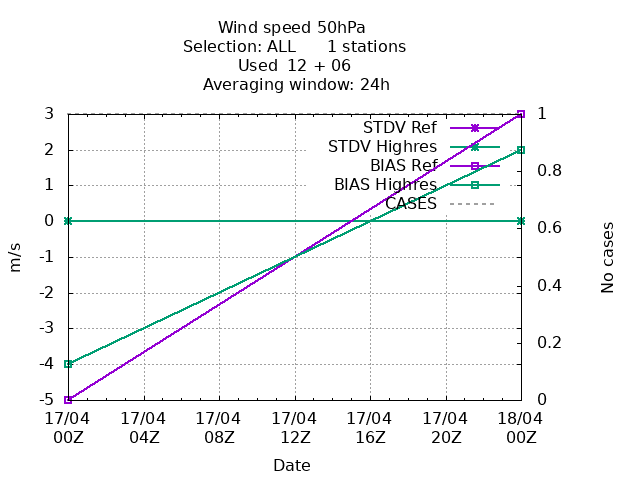 Wind speed 50hPa
Selection: ALL 1 stations
Used 12 + 06
Averaging window: 24h
STDV Ref
STDV Highres
BIAS Ref
BIAS Highres
CASES
3
2
1
0
-1
-2
-3
-4
-5
m/s
1
0.8
0.6
0.4
0.2
0
No cases
17/04 17/04 17/04 17/04 17/04 17/04 18/04
00Z 04Z 08Z 12Z 16Z 20Z 00Z
Date